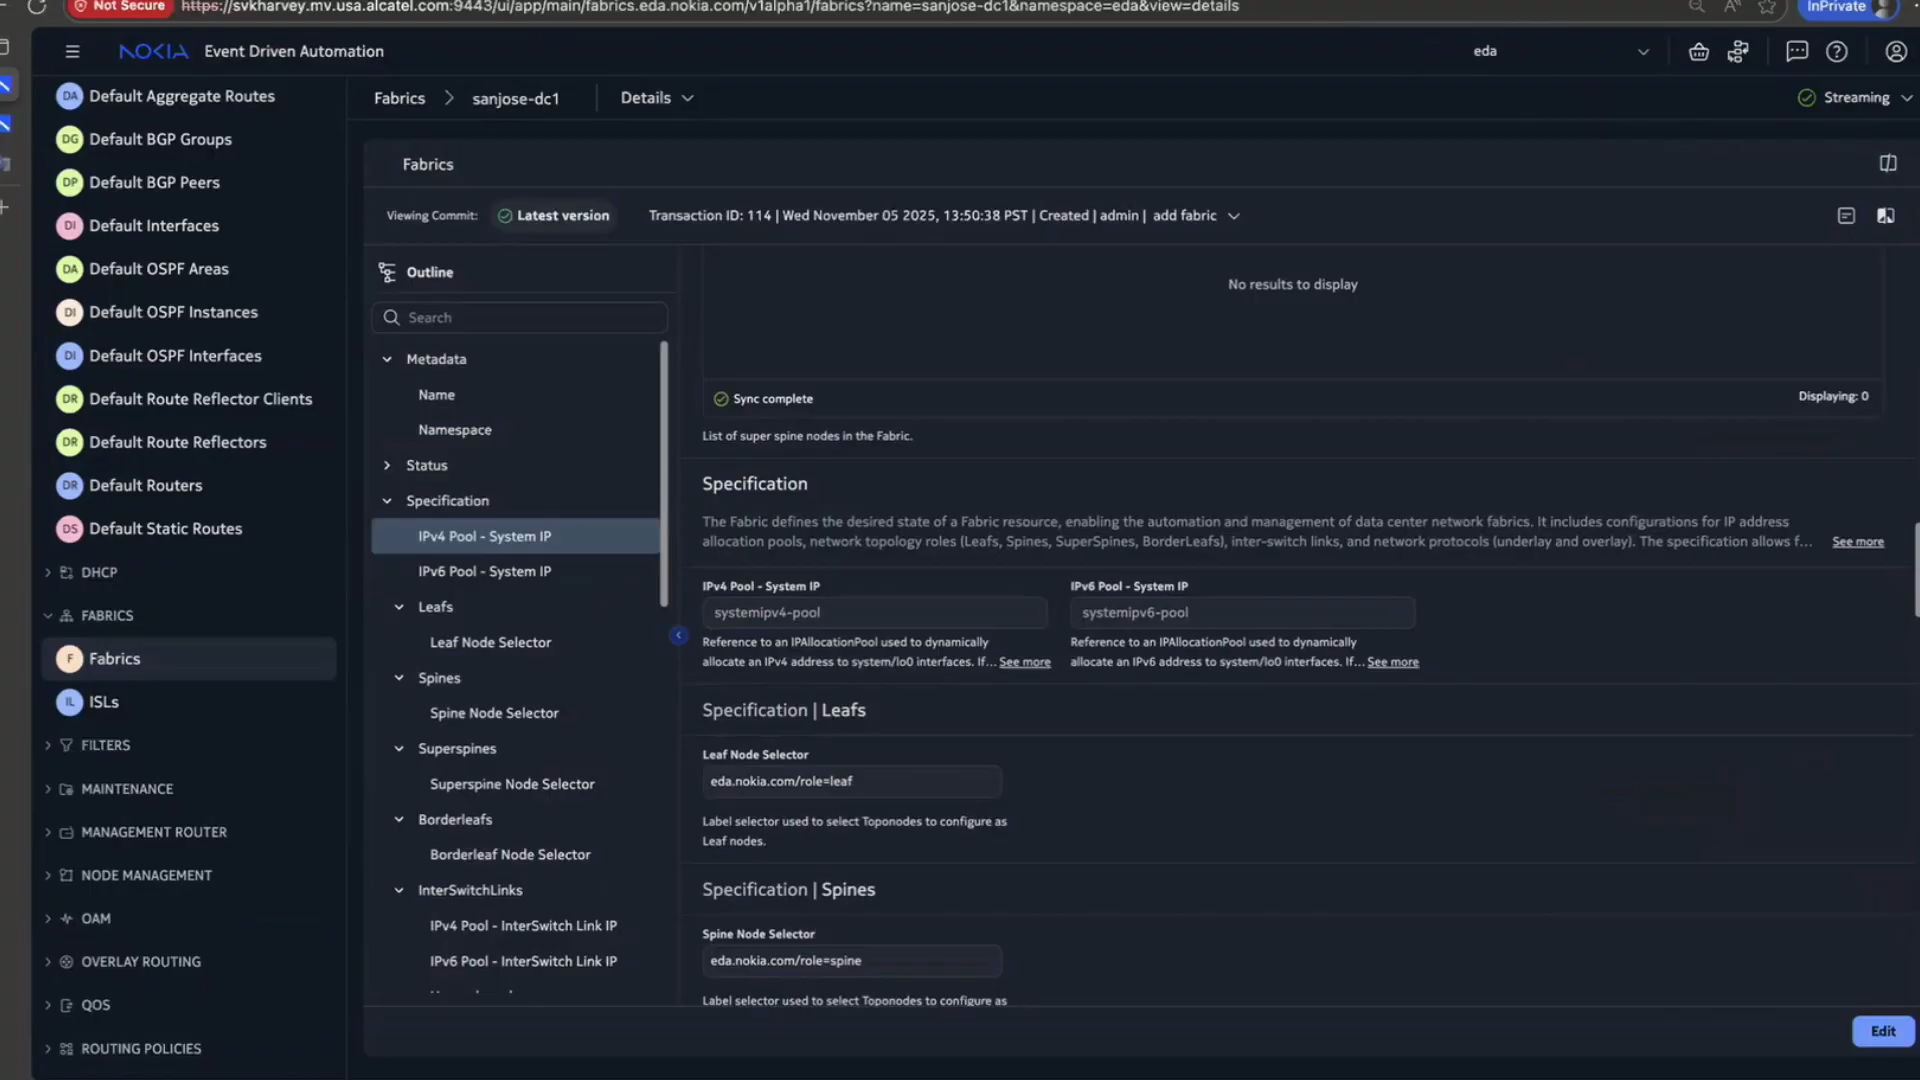 Not Secure
https://svkharvey.mv.usa.alcatel.com:9443/ui/app/main/fabrics.eda.nokia.com/v1alpha1/fabrics?name=sanjose-dc1&namespace=eda&view=details
InPrivate
NOKIA Event Driven Automation
eda
DA Default Aggregate Routes
DG Default BGP Groups
DP Default BGP Peers
DI Default Interfaces
DA Default OSPF Areas
DI Default OSPF Instances
DI Default OSPF Interfaces
DR Default Route Reflector Clients
DR Default Route Reflectors
DR Default Routers
DS Default Static Routes
DHCP
FABRICS
F Fabrics
IL ISLs
FILTERS
MAINTENANCE
MANAGEMENT ROUTER
NODE MANAGEMENT
OAM
OVERLAY ROUTING
QOS
ROUTING POLICIES
Fabrics > sanjose-dc1 Details
Streaming
Fabrics
Viewing Commit: Latest version Transaction ID: 114 | Wed November 05 2025, 13:50:38 PST | Created | admin | add fabric
Outline
Search
Metadata
Name
Namespace
Status
Specification
IPv4 Pool - System IP
IPv6 Pool - System IP
Leafs
Leaf Node Selector
Spines
Spine Node Selector
Superspines
Superspine Node Selector
Borderleafs
Borderleaf Node Selector
InterSwitchLinks
IPv4 Pool - InterSwitch Link IP
IPv6 Pool - InterSwitch Link IP
No results to display
Sync complete
Displaying: 0
List of super spine nodes in the Fabric.
Specification
The Fabric defines the desired state of a Fabric resource, enabling the automation and management of data center network fabrics. It includes configurations for IP address
allocation pools, network topology roles (Leafs, Spines, SuperSpines, BorderLeafs), inter-switch links, and network protocols (underlay and overlay). The specification allows f... See more
IPv4 Pool - System IP
systemipv4-pool
Reference to an IPAllocationPool used to dynamically
allocate an IPv4 address to system/lo0 interfaces. If... See more
IPv6 Pool - System IP
systemipv6-pool
Reference to an IPAllocationPool used to dynamically
allocate an IPv6 address to system/lo0 interfaces. If... See more
Specification | Leafs
Leaf Node Selector
eda.nokia.com/role=leaf
Label selector used to select Toponodes to configure as
Leaf nodes.
Specification | Spines
Spine Node Selector
eda.nokia.com/role=spine
Label selector used to select Toponodes to configure as
Edit